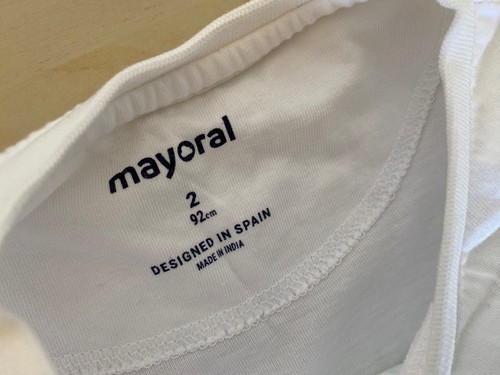 mayoral
2
92cm
DESIGNED IN SPAIN
MADE IN INDIA